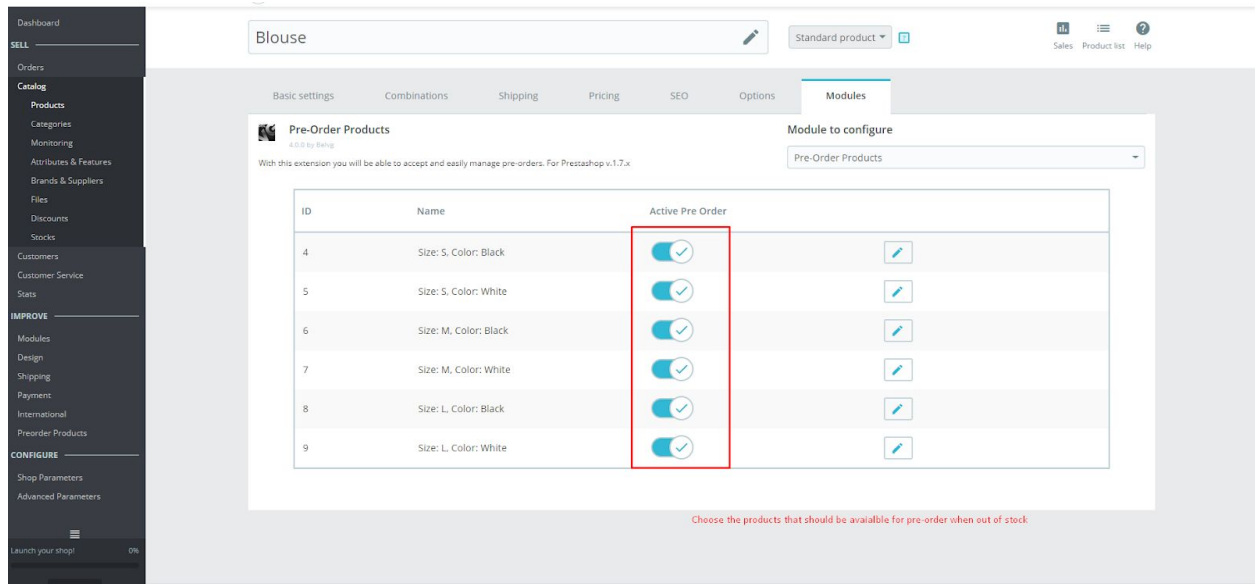 Dashboard
SELL
Orders
Catalog
Products
Categories
Monitoring
Attributes & Features
Brands & Suppliers
Files
Discounts
Stocks
Customers
Customer Service
Stats
IMPROVE
Modules
Design
Shipping
Payment
International
Preorder Products
CONFIGURE
Shop Parameters
Advanced Parameters
Launch your shop! 0%
Blouse
Standard product
Sales Product list Help
Basic settings Combinations Shipping Pricing SEO Options Modules
Pre-Order Products
4.0.0 by Belvg
With this extension you will be able to accept and easily manage pre-orders. For Prestashop v.1.7.x
Module to configure
Pre-Order Products
ID Name Active Pre Order
4 Size: S, Color: Black
5 Size: S, Color: White
6 Size: M, Color: Black
7 Size: M, Color: White
8 Size: L, Color: Black
9 Size: L, Color: White
Choose the products that should be avaialble for pre-order when out of stock